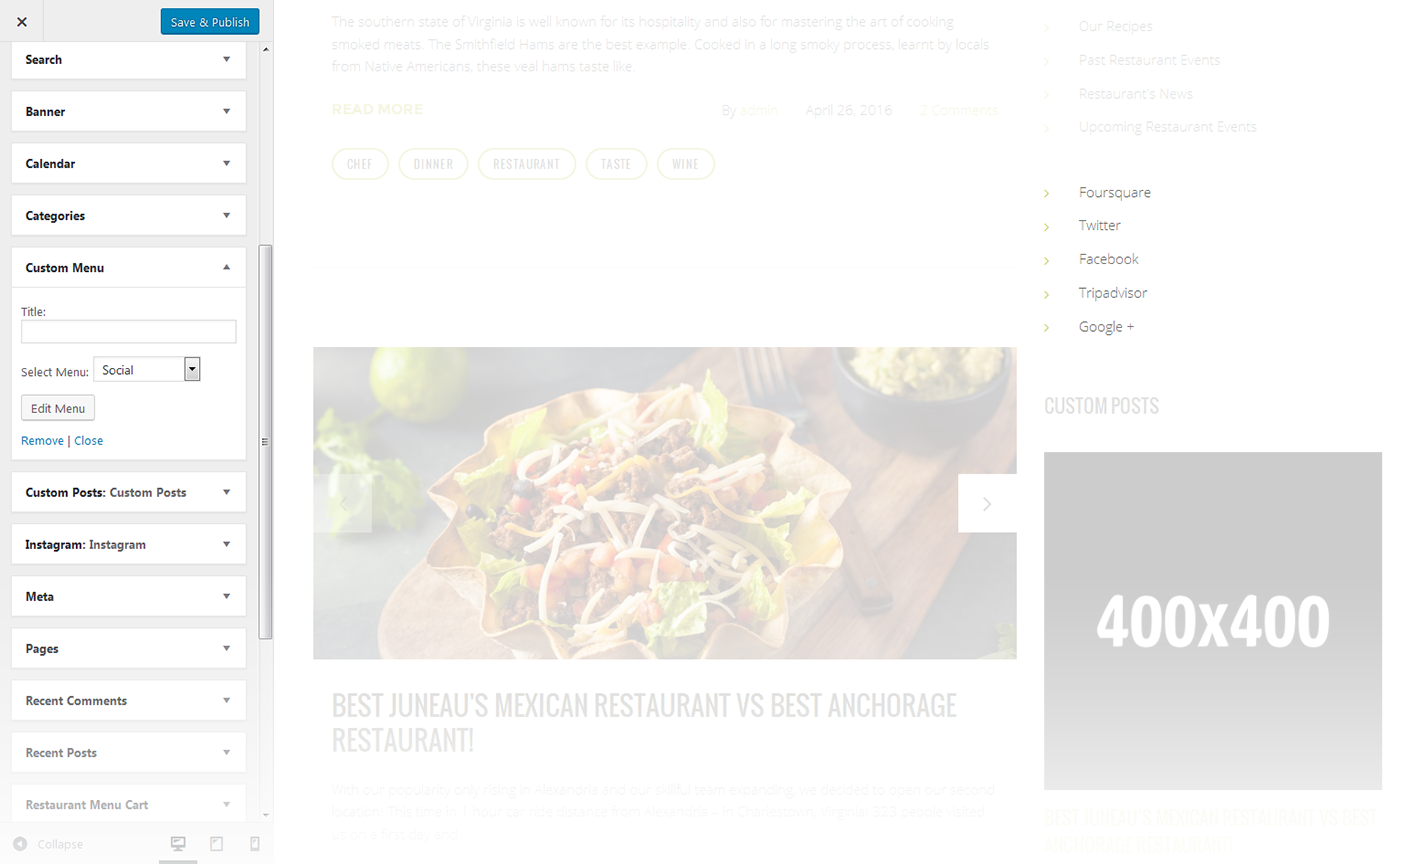 Save & Publish
Search
Banner
Calendar
Categories
Custom Menu
Title:
Select Menu: Social
Edit Menu
Remove | Close
Custom Posts: Custom Posts
Instagram: Instagram
Meta
Pages
Recent Comments
Recent Posts
Restaurant Menu Cart
Collapse
The southern state of Virginia is well known for its hospitality and also for mastering the art of cooking
smoked meats. The Smithfield Hams are the best example. Cooked in a long smoky process, learnt by locals
from Native Americans, these veal hams taste like.
READ MORE
By admin April 26, 2016 2 Comments
CHEF DINNER RESTAURANT TASTE WINE
BEST JUNEAU'S MEXICAN RESTAURANT VS BEST ANCHORAGE
RESTAURANT!
With our popularity only rising in Alexandria and our skillful team expanding, we decided to open our second
location! This time in 1 hour car ride distance from Alexandria – in Charlestown, Virginia! 323 people visited
us on a first day and
Our Recipes
Past Restaurant Events
Restaurant's News
Upcoming Restaurant Events
Foursquare
Twitter
Facebook
Tripadvisor
Google +
CUSTOM POSTS
400x400
BEST JUNEAU'S MEXICAN RESTAURANT VS BEST
ANCHORAGE RESTAURANT!